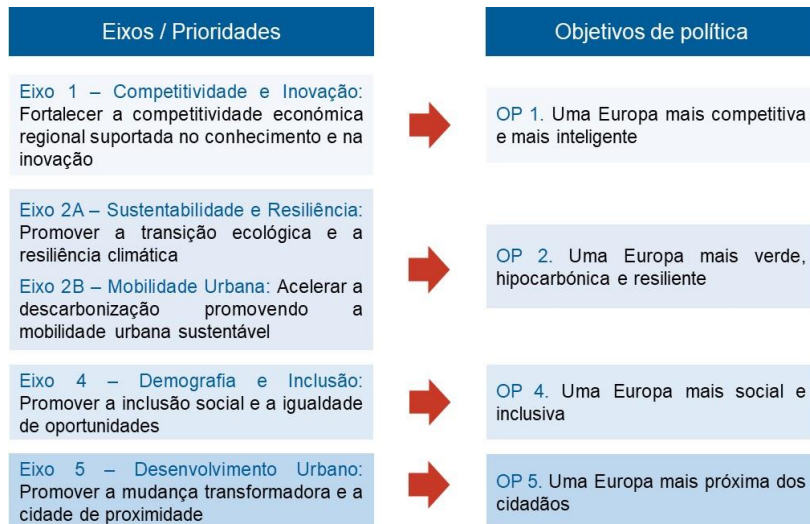 Eixos / Prioridades
Objetivos de política
Eixo 1 – Competitividade e Inovação:
Fortalecer a competitividade económica
regional suportada no conhecimento e na
inovação
OP 1. Uma Europa mais competitiva
e mais inteligente
Eixo 2A – Sustentabilidade e Resiliência:
Promover a transição ecológica e a
resiliência climática
Eixo 2B – Mobilidade Urbana: Acelerar a
descarbonização promovendo a
mobilidade urbana sustentável
OP 2. Uma Europa mais verde,
hipocarbónica e resiliente
Eixo 4 – Demografia e Inclusão:
Promover a inclusão social e a igualdade
de oportunidades
OP 4. Uma Europa mais social e
inclusiva
Eixo 5 – Desenvolvimento Urbano:
Promover a mudança transformadora e a
cidade de proximidade
OP 5. Uma Europa mais próxima dos
cidadãos